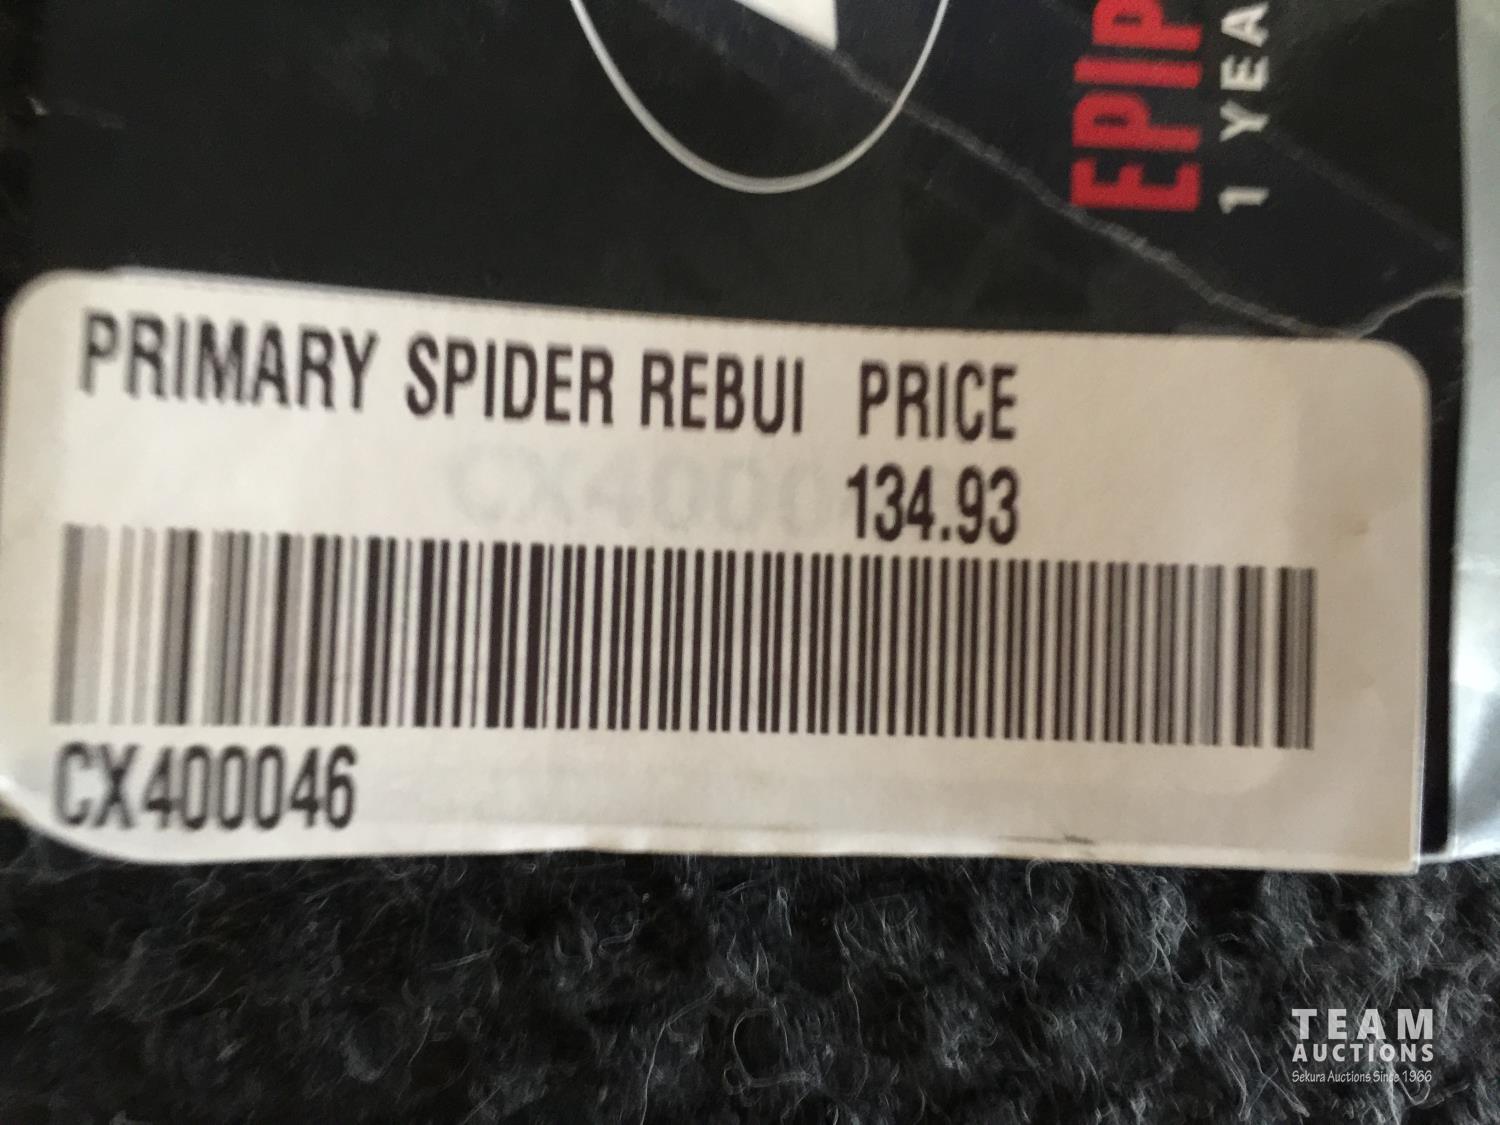 EPIP
1 YEA
PRIMARY SPIDER REBUI PRICE
134.93
CX400046
TEAM
AUCTIONS
Sekura Auctions Since 1966